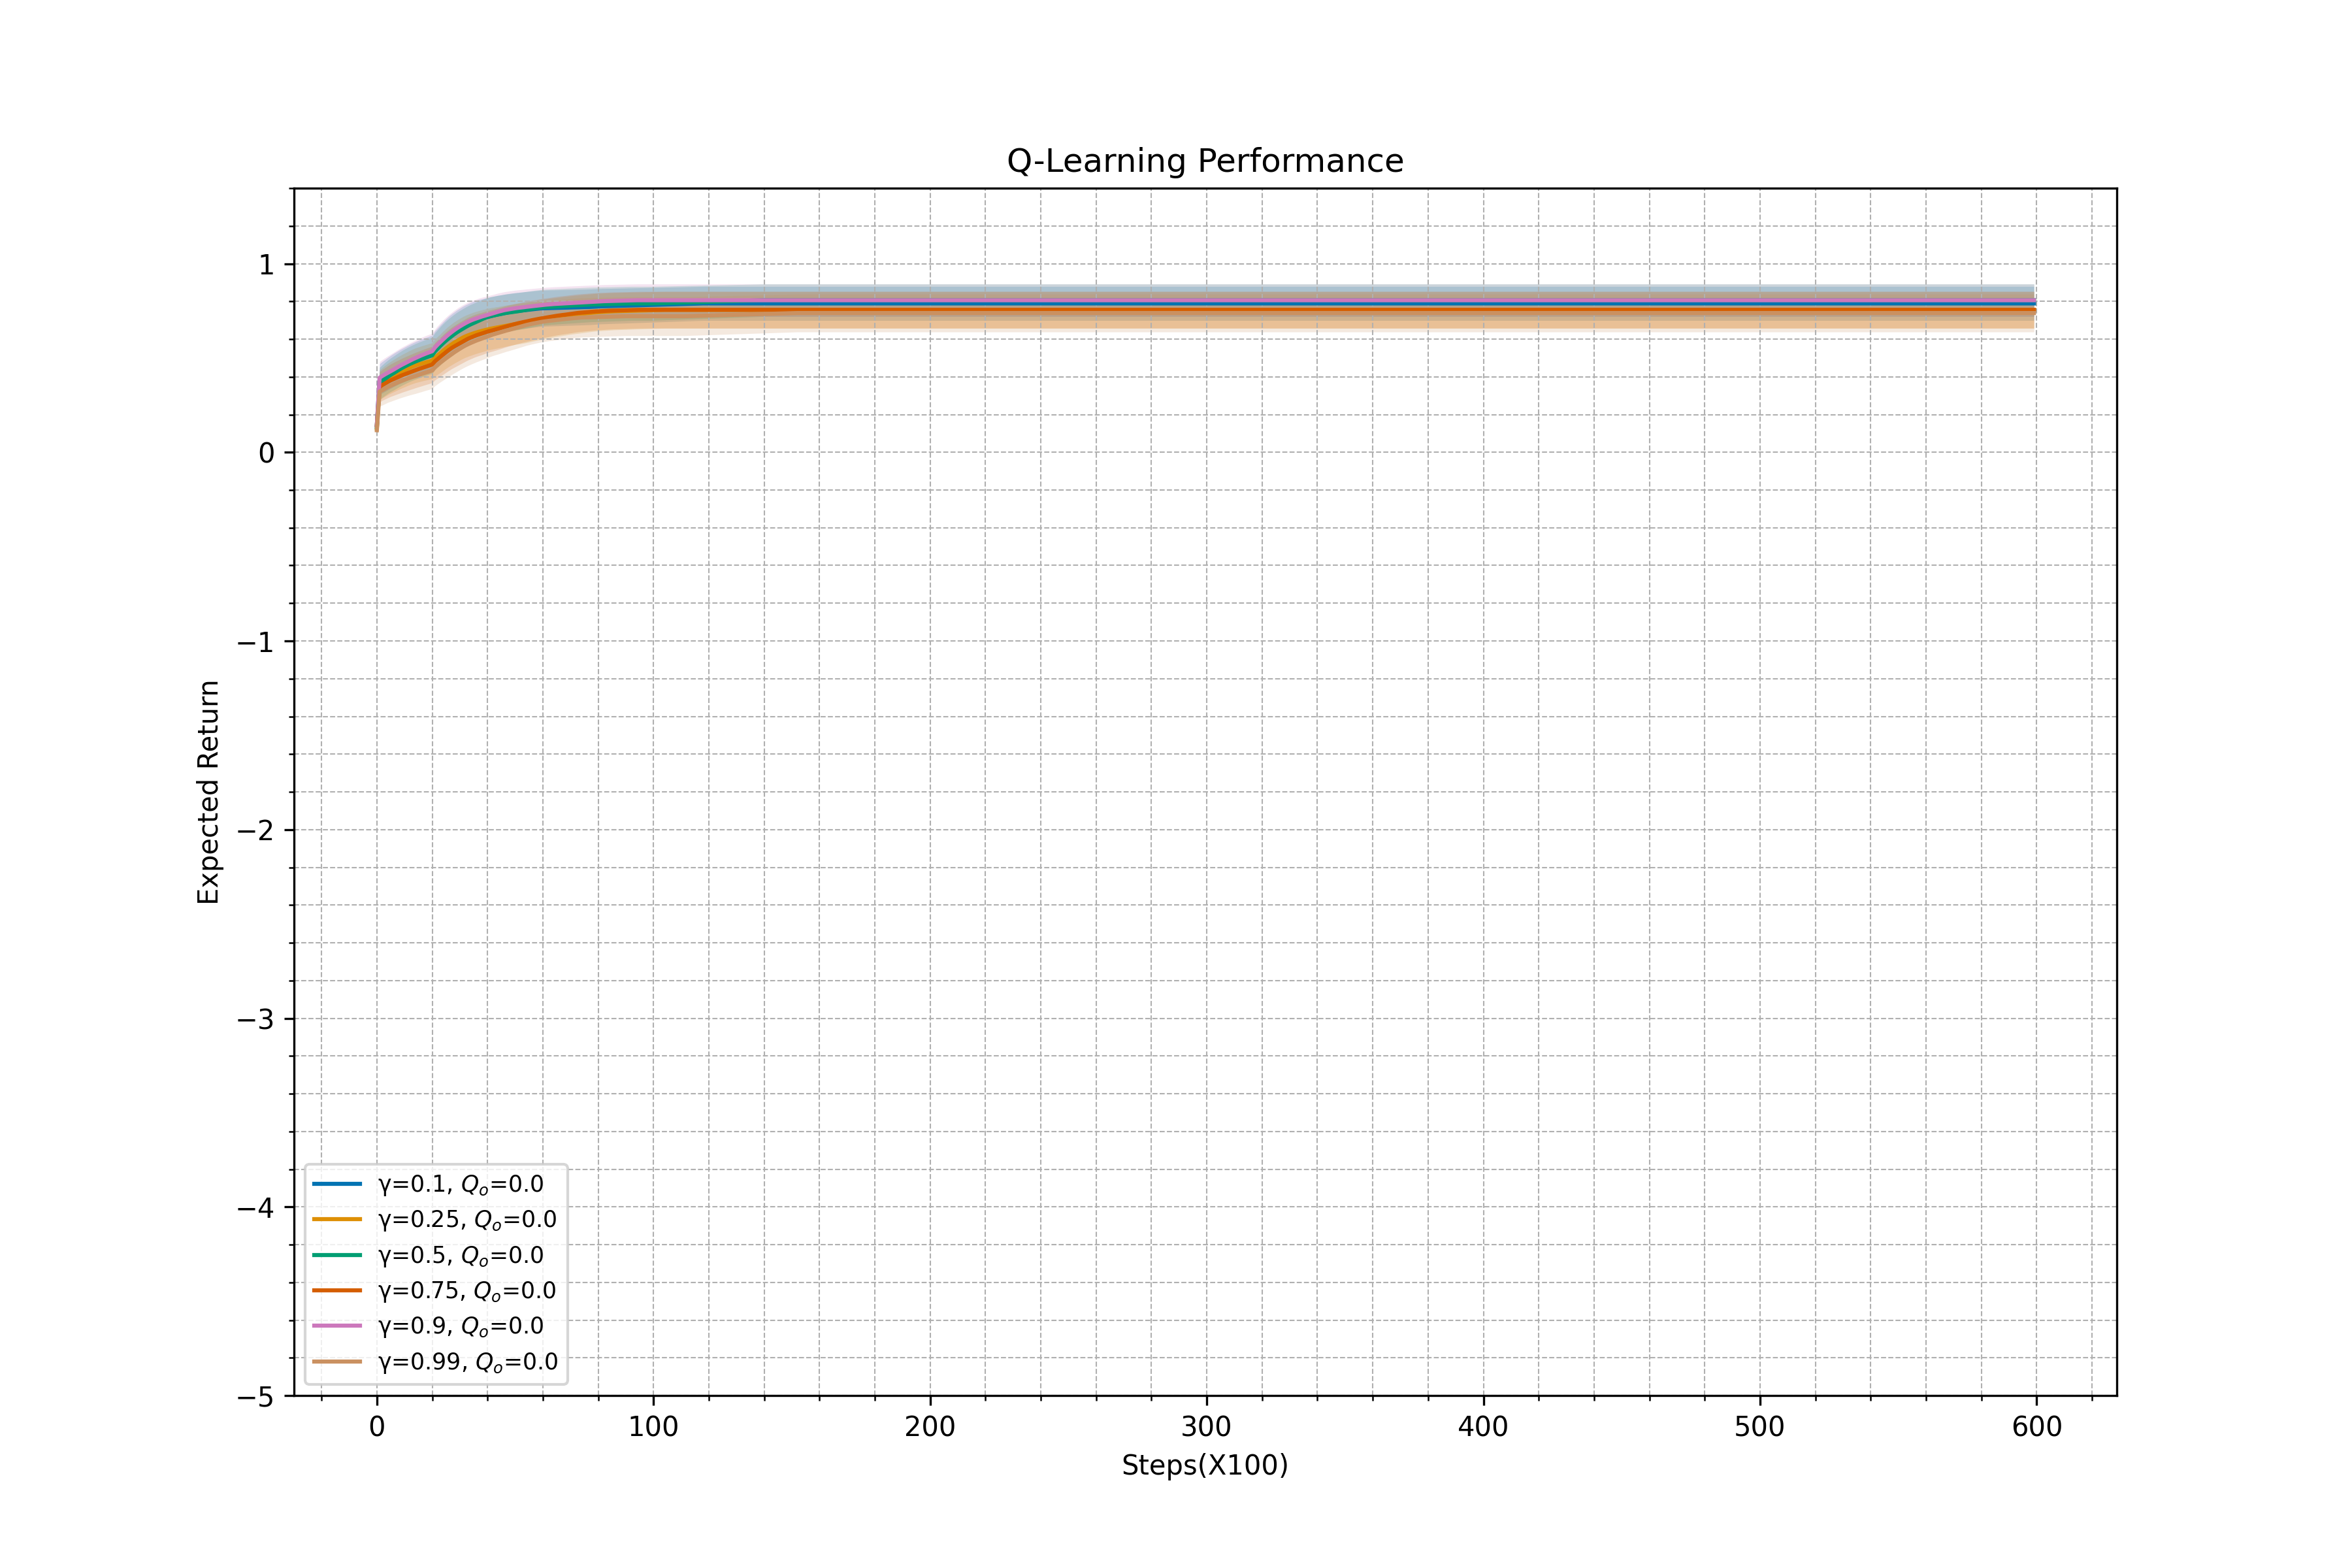 Q-Learning Performance
Expected Return
1
0
−1
−2
−3
−4
−5
γ=0.1, Qo=0.0
γ=0.25, Qo=0.0
γ=0.5, Qo=0.0
γ=0.75, Qo=0.0
γ=0.9, Qo=0.0
γ=0.99, Qo=0.0
0 100 200 300 400 500 600
Steps(X100)